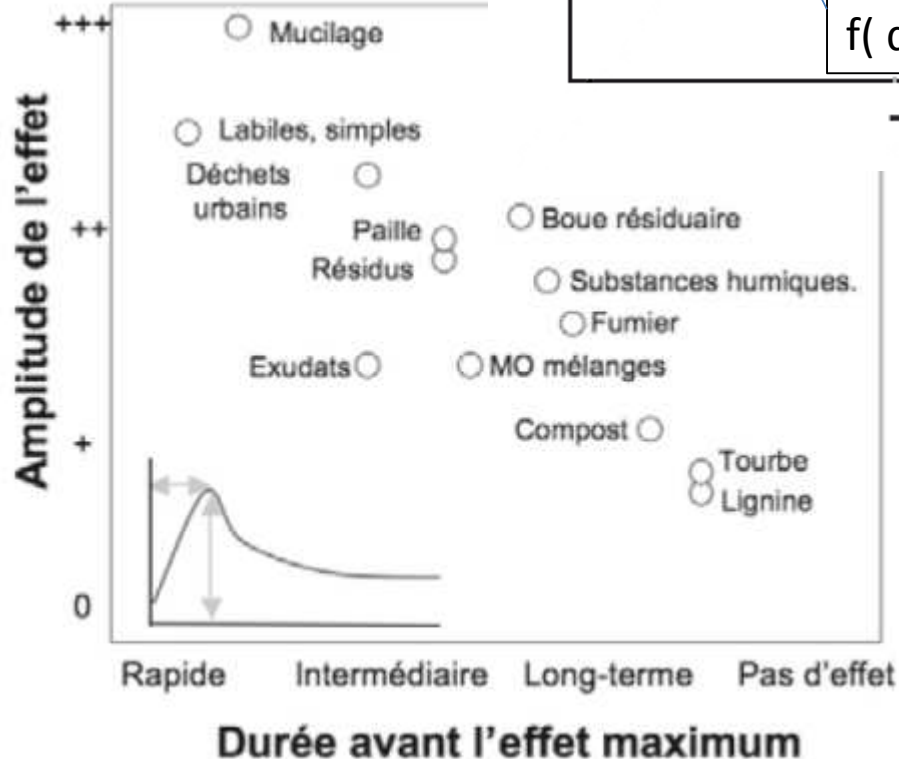 f(
+++
Mucilage
Labiles, simples
Déchets
urbains
++
Boue résiduaire
Paille
Résidus
Substances humiques.
Fumier
Exudats
MO mélanges
Compost
+
Tourbe
Lignine
0
Amplitude de l'effet
Rapide
Intermédiaire
Long-terme
Pas d'effet
Durée avant l'effet maximum